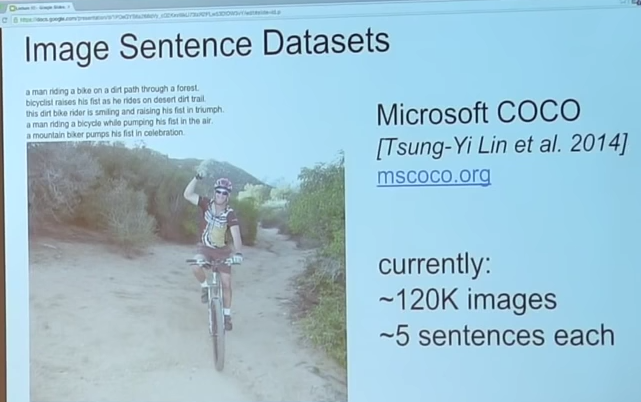 Image Sentence Datasets
a man riding a bike on a dirt path through a forest.
bicyclist raises his fist as he rides on desert dirt trail.
this dirt bike rider is smiling and raising his fist in triumph.
a man riding a bicycle while pumping his fist in the air.
a mountain biker pumps his fist in celebration.
Microsoft COCO
[Tsung-Yi Lin et al. 2014]
mscoco.org
currently:
~120K images
~5 sentences each